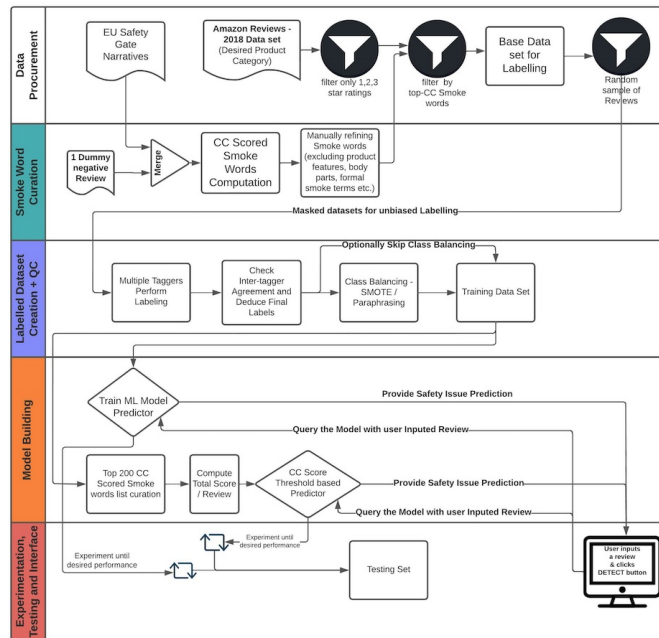 Data
Procurement
EU Safety
Gate
Narratives
Amazon Reviews -
2018 Data set
(Desired Product
Category)
filter only 1,2,3
star ratings
filter by
top-CC Smoke
words
Base Data
set for
Labelling
Random
sample of
Reviews
Smoke Word
Curation
1 Dummy
negative
Review
Merge
CC Scored
Smoke
Words
Computation
Manually refining
Smoke words
(excluding product
features, body
parts, formal
smoke terms etc.)
Masked datasets for unbiased Labelling
Labelled Dataset
Creation + QC
Optionally Skip Class Balancing
Multiple Taggers
Perform
Labeling
Check
Inter-tagger
Agreement and
Deduce Final
Labels
Class Balancing -
SMOTE /
Paraphrasing
Training Data Set
Model Building
Train ML Model
Predictor
Provide Safety Issue Prediction
Query the Model with user Inputed Review
Top 200 CC
Scored Smoke
words list curation
Compute
Total Score
/ Review
CC Score
Threshold based
Predictor
Provide Safety Issue Prediction
Query the Model with user Inputed Review
Experimentation,
Testing and Interface
Experiment until
desired performance
Experiment until
desired performance
Testing Set
User inputs
a review
& clicks
DETECT button